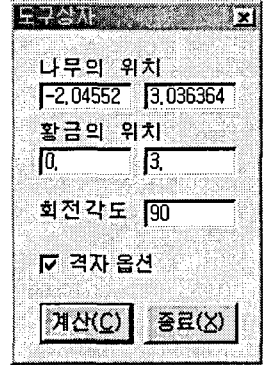 도구상자
나무의 위치
-2,04552 3,036364
황금의 위치
0, 3,
회전각도 90
격자 옵션
계산(C) 종료(X)